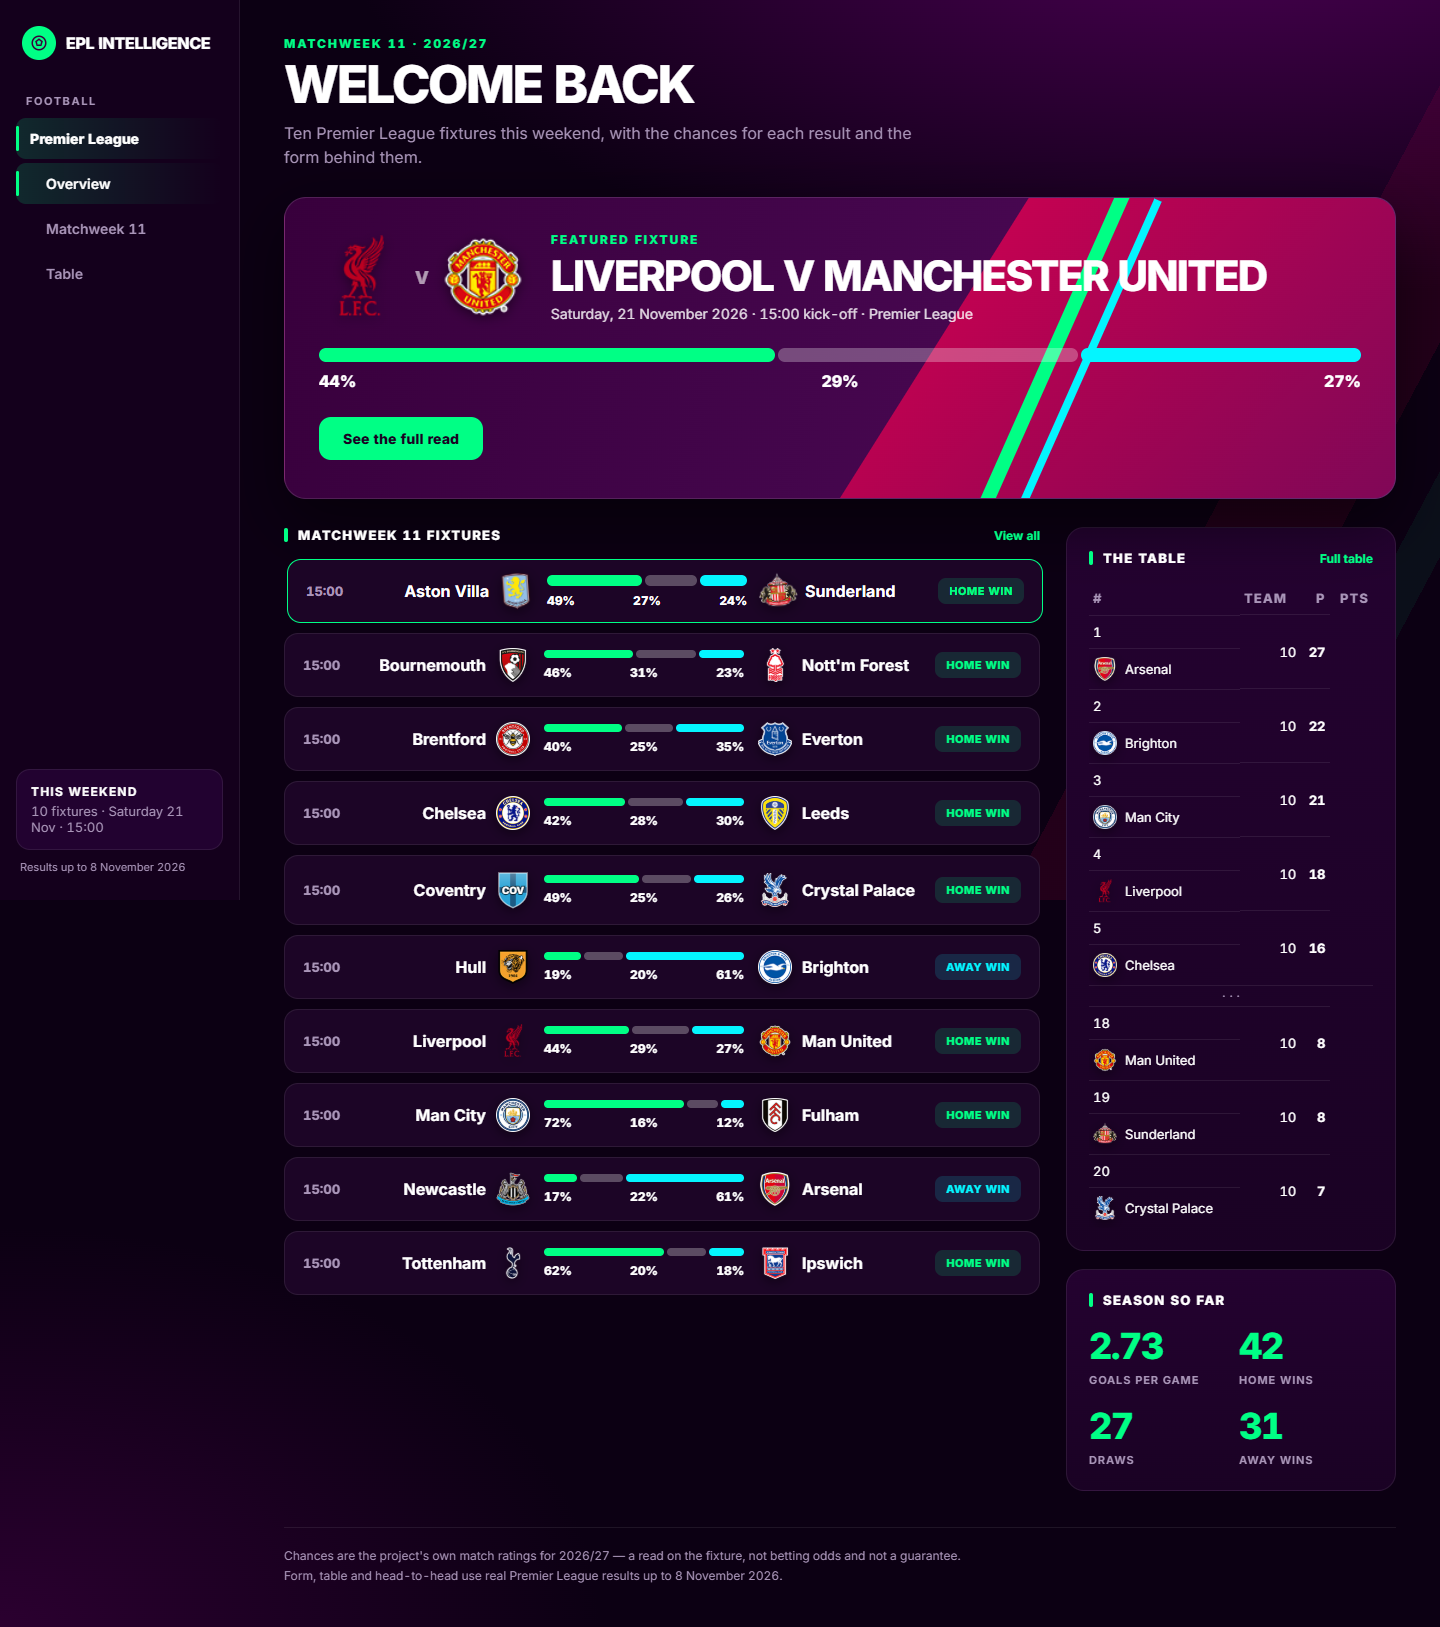 EPL INTELLIGENCE
FOOTBALL
Premier League
Overview
Matchweek 11
Table
THIS WEEKEND
10 fixtures · Saturday 21
Nov · 15:00
Results up to 8 November 2026
MATCHWEEK 11 · 2026/27
WELCOME BACK
Ten Premier League fixtures this weekend, with the chances for each result and the
form behind them.
L.F.C.
v
MANCHESTER
UNITED
FEATURED FIXTURE
LIVERPOOL V MANCHESTER UNITED
Saturday, 21 November 2026 · 15:00 kick-off · Premier League
44% 29% 27%
See the full read
MATCHWEEK 11 FIXTURES View all
15:00 Aston Villa 49% 27% 24% Sunderland HOME WIN
15:00 Bournemouth 46% 31% 23% Nott'm Forest HOME WIN
15:00 Brentford 40% 25% 35% Everton HOME WIN
15:00 Chelsea 42% 28% 30% Leeds HOME WIN
15:00 Coventry COV 49% 25% 26% Crystal Palace HOME WIN
15:00 Hull 19% 20% 61% Brighton AWAY WIN
15:00 Liverpool 44% 29% 27% Man United HOME WIN
15:00 Man City 72% 16% 12% Fulham HOME WIN
15:00 Newcastle 17% 22% 61% Arsenal AWAY WIN
15:00 Tottenham 62% 20% 18% Ipswich HOME WIN
THE TABLE Full table
# TEAM P PTS
1
Arsenal 10 27
2
Brighton 10 22
3
Man City 10 21
4
Liverpool 10 18
5
Chelsea 10 16
...
18
Man United 10 8
19
Sunderland 10 8
20
Crystal Palace 10 7
SEASON SO FAR
2.73 42
GOALS PER GAME HOME WINS
27 31
DRAWS AWAY WINS
Chances are the project's own match ratings for 2026/27 — a read on the fixture, not betting odds and not a guarantee.
Form, table and head-to-head use real Premier League results up to 8 November 2026.